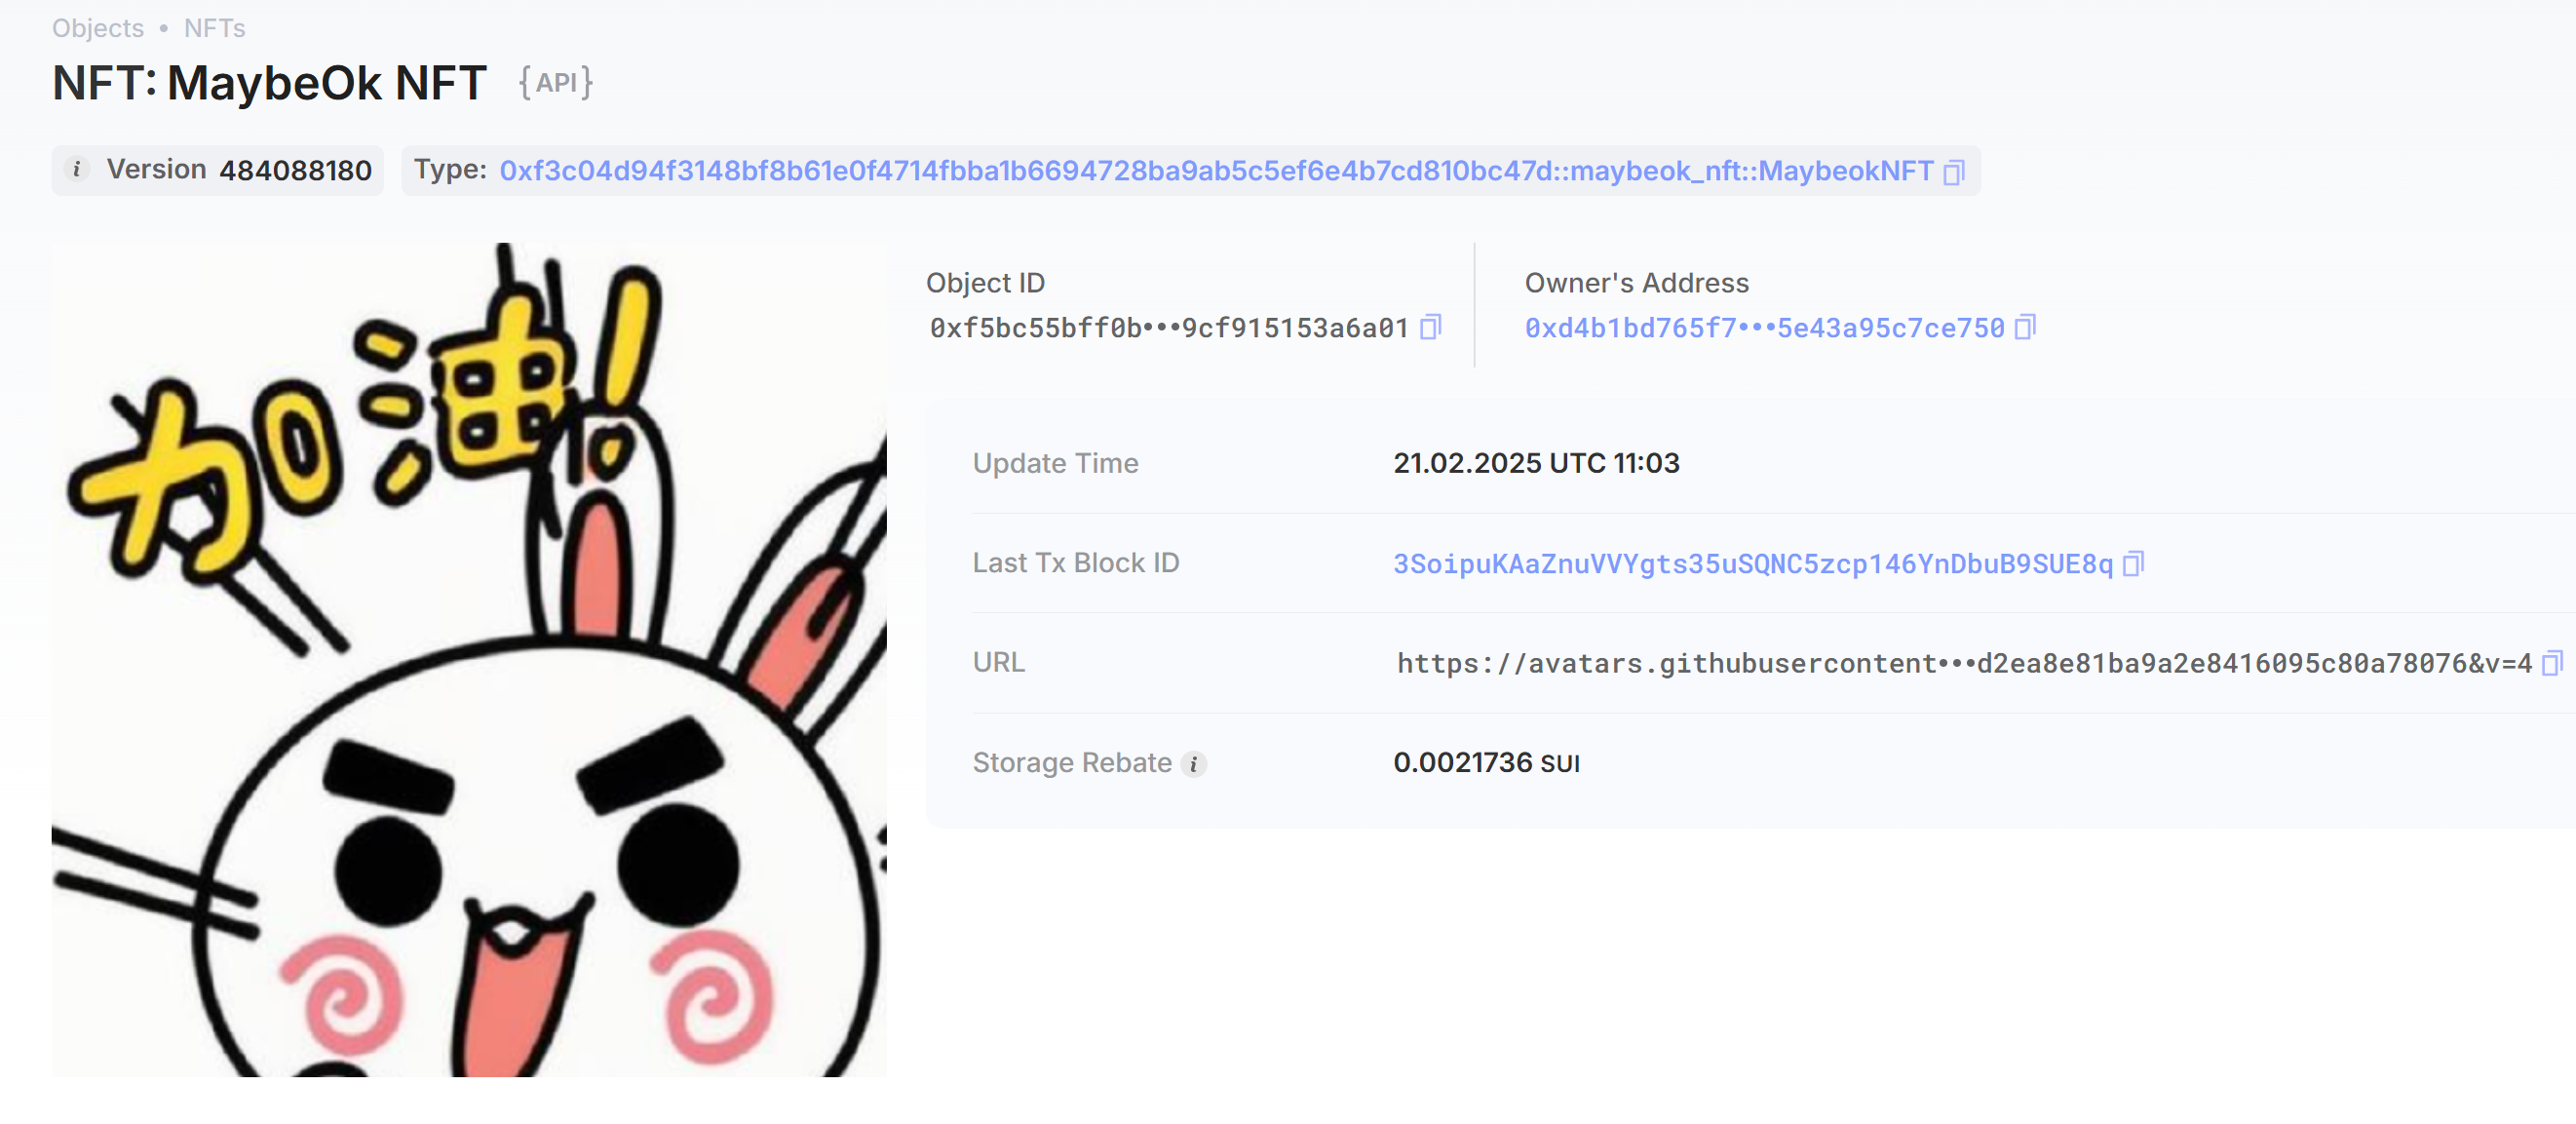 Objects • NFTs
NFT: MaybeOk NFT {API}
i Version 484088180 Type: 0xf3c04d94f3148bf8b61e0f4714fbba1b6694728ba9ab5c5ef6e4b7cd810bc47d::maybeok_nft::MaybeokNFT
加油!
Object ID
0xf5bc55bff0b•••9cf915153a6a01
Owner's Address
0xd4b1bd765f7•••5e43a95c7ce750
Update Time 21.02.2025 UTC 11:03
Last Tx Block ID 3SoipuKAaZnuVVYgts35uSQNC5zcp146YnDbuB9SUE8q
URL https://avatars.githubusercontent•••d2ea8e81ba9a2e8416095c80a78076&v=4
Storage Rebate i 0.0021736 SUI